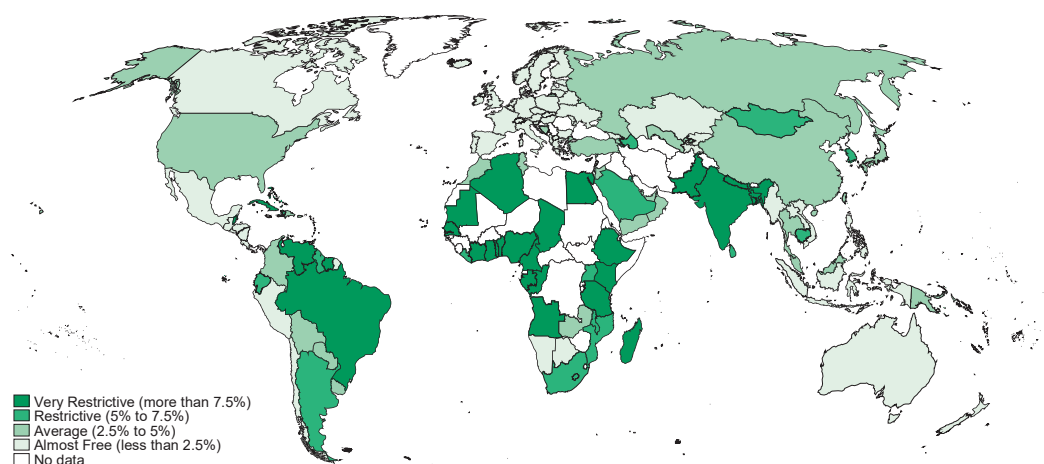 Very Restrictive (more than 7.5%)
Restrictive (5% to 7.5%)
Average (2.5% to 5%)
Almost Free (less than 2.5%)
No data